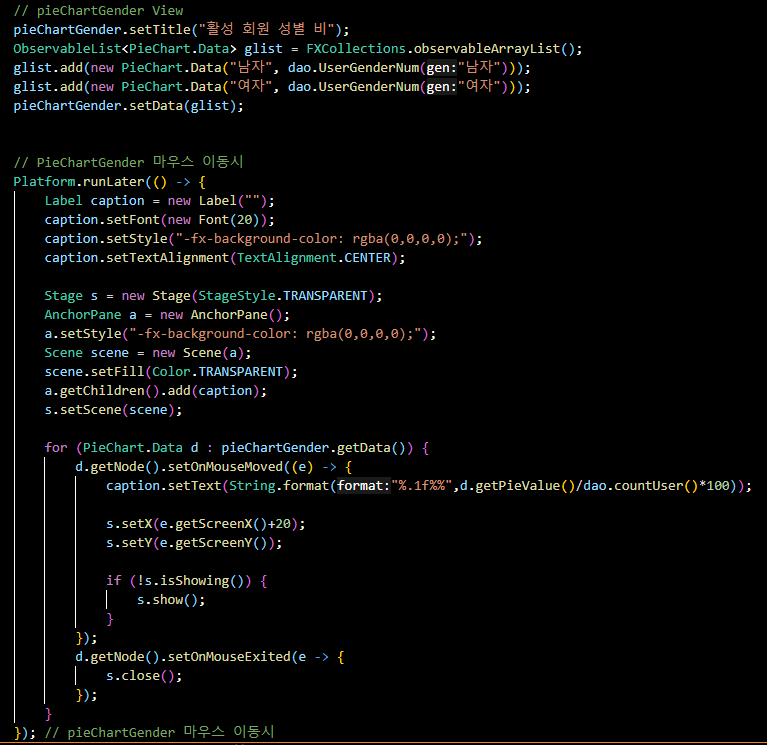 // pieChartGender View
pieChartGender.setTitle("활성 회원 성별 비");
ObservableList<PieChart.Data> glist = FXCollections.observableArrayList();
glist.add(new PieChart.Data("남자", dao.UserGenderNum(gen:"남자")));
glist.add(new PieChart.Data("여자", dao.UserGenderNum(gen:"여자")));
pieChartGender.setData(glist);
// PieChartGender 마우스 이동시
Platform.runLater(() -> {
Label caption = new Label("");
caption.setFont(new Font(20));
caption.setStyle("-fx-background-color: rgba(0,0,0,0);");
caption.setTextAlignment(TextAlignment.CENTER);
Stage s = new Stage(StageStyle.TRANSPARENT);
AnchorPane a = new AnchorPane();
a.setStyle("-fx-background-color: rgba(0,0,0,0);");
Scene scene = new Scene(a);
scene.setFill(Color.TRANSPARENT);
a.getChildren().add(caption);
s.setScene(scene);
for (PieChart.Data d : pieChartGender.getData()) {
d.getNode().setOnMouseMoved((e) -> {
caption.setText(String.format(format:"%.1f%%",d.getPieValue()/dao.countUser()*100));
s.setX(e.getScreenX()+20);
s.setY(e.getScreenY());
if (!s.isShowing()) {
s.show();
}
});
d.getNode().setOnMouseExited(e -> {
s.close();
});
}
}); // pieChartGender 마우스 이동시